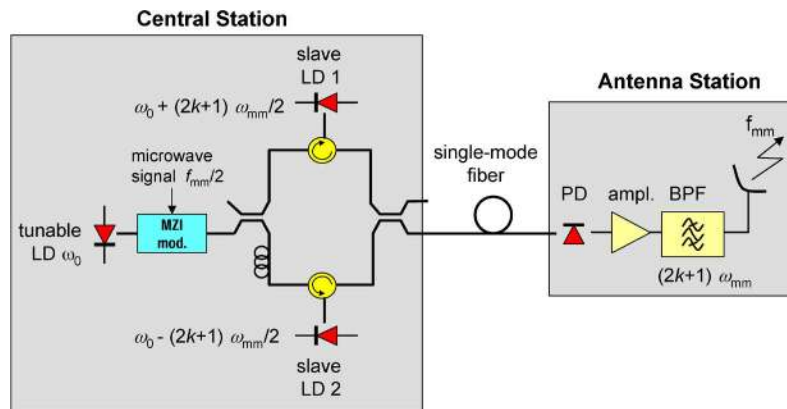 Central Station
slave
LD 1
ω0 + (2k+1) ωmm/2
microwave
signal fmm/2
tunable
LD ω0
MZI
mod.
ω0 - (2k+1) ωmm/2
slave
LD 2
single-mode
fiber
Antenna Station
fmm
PD
ampl.
BPF
(2k+1) ωmm